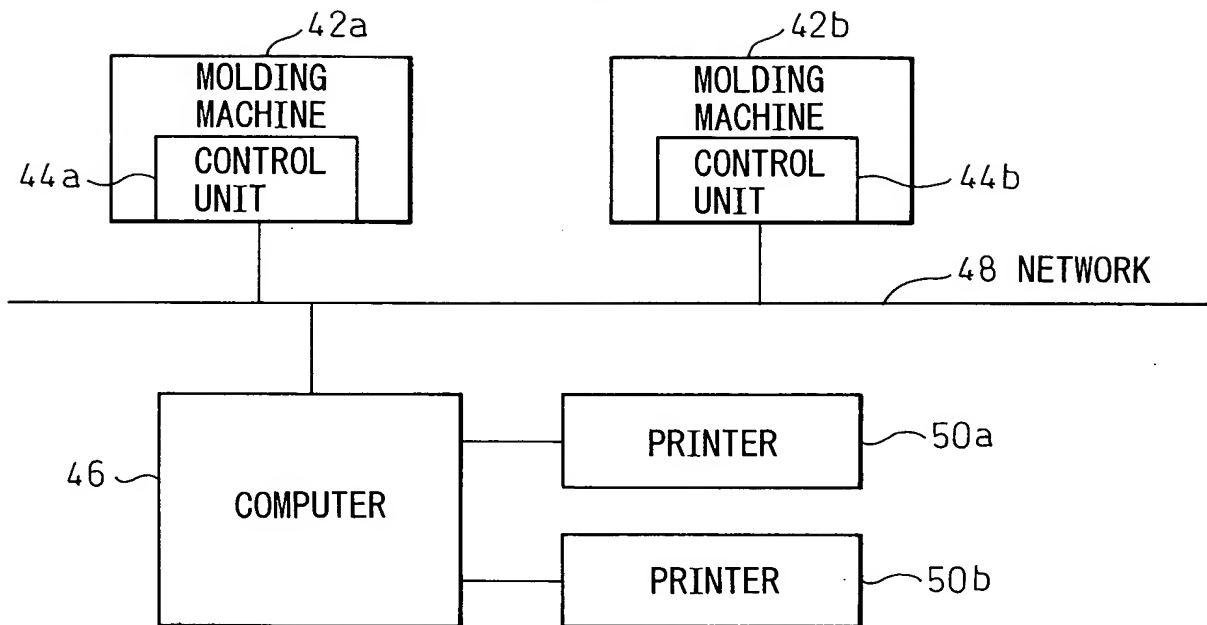 42a
42b
MOLDING
MACHINE
MOLDING
MACHINE
44a
CONTROL
UNIT
CONTROL
UNIT
44b
48 NETWORK
46
COMPUTER
PRINTER
50a
PRINTER
50b